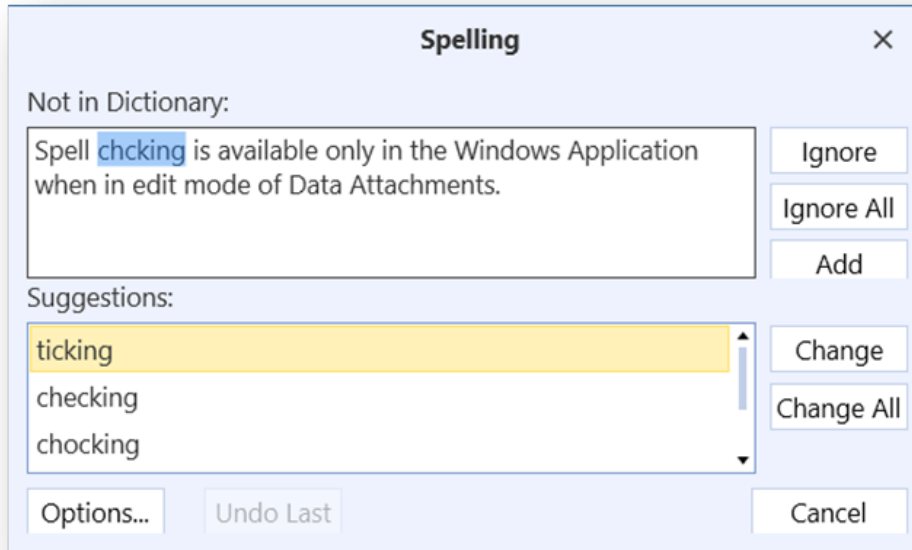 Spelling
Not in Dictionary:
Spell chcking is available only in the Windows Application
when in edit mode of Data Attachments.
Ignore
Ignore All
Add
Suggestions:
ticking
checking
chocking
Change
Change All
Options...
Undo Last
Cancel